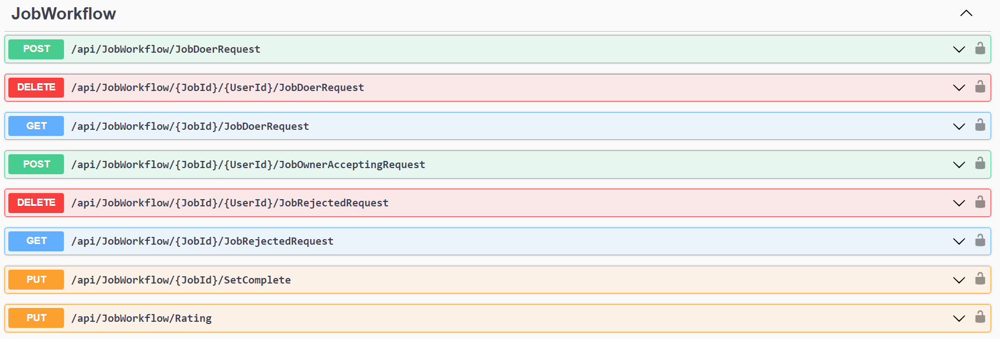 JobWorkflow
POST /api/JobWorkflow/JobDoerRequest
DELETE /api/JobWorkflow/{JobId}/{UserId}/JobDoerRequest
GET /api/JobWorkflow/{JobId}/JobDoerRequest
POST /api/JobWorkflow/{JobId}/{UserId}/JobOwnerAcceptingRequest
DELETE /api/JobWorkflow/{JobId}/{UserId}/JobRejectedRequest
GET /api/JobWorkflow/{JobId}/JobRejectedRequest
PUT /api/JobWorkflow/{JobId}/SetComplete
PUT /api/JobWorkflow/Rating